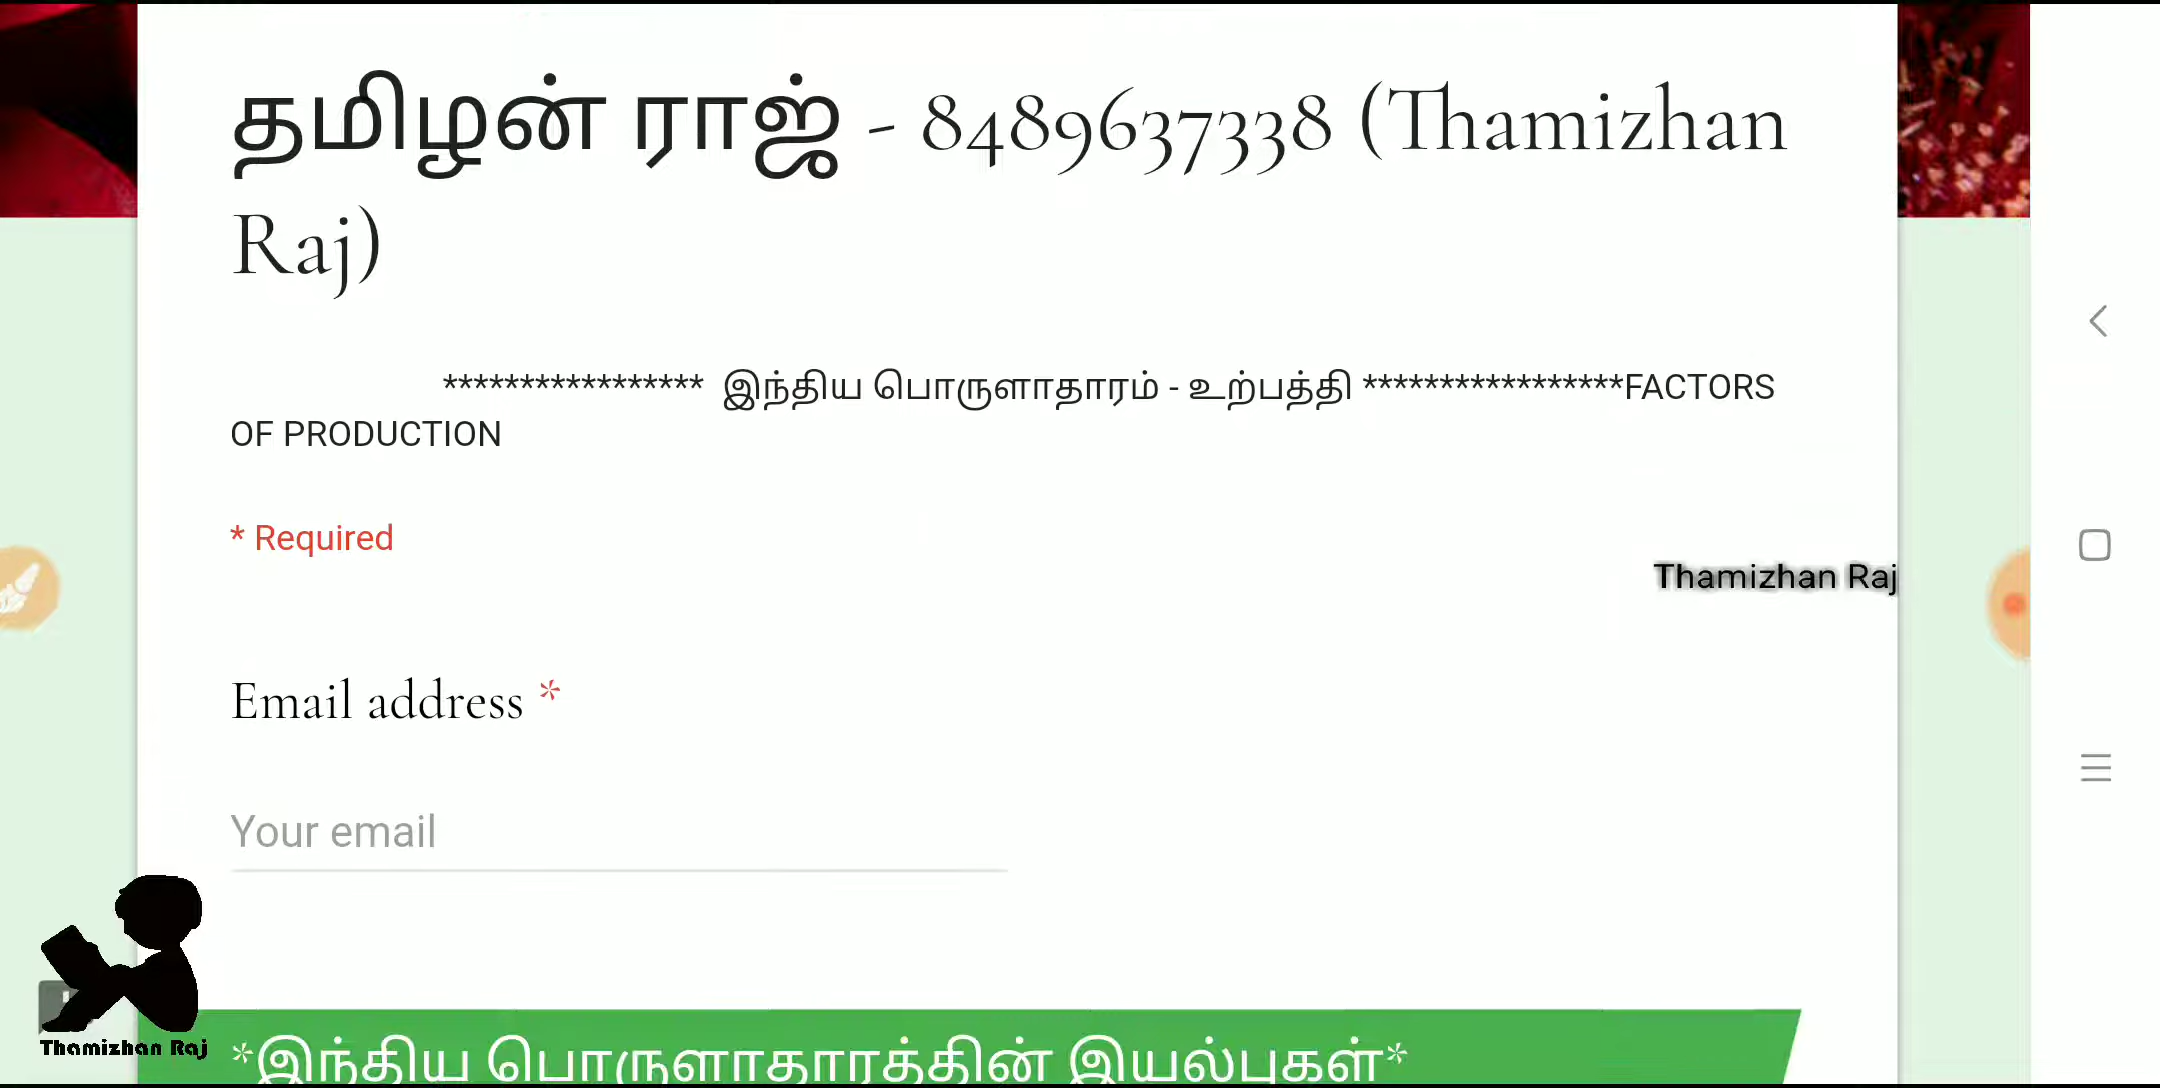 தமிழன் ராஜ் - 8489637338 (Thamizhan
Raj)
***************** இந்திய பொருளாதாரம் - உற்பத்தி *****************FACTORS
OF PRODUCTION
* Required
Thamizhan Raj
Email address *
Your email
Thamizhan Raj
*இந்திய பொருளாதாரத்தின் இயல்புகள்*